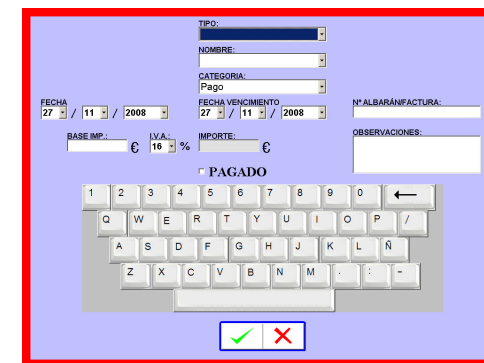 TIPO:
NOMBRE:
CATEGORIA:
Pago
FECHA
27 / 11 / 2008
FECHA VENCIMIENTO
27 / 11 / 2008
Nº ALBARÁN/FACTURA:
BASE IMP.:
€
I.V.A.:
16 %
IMPORTE:
€
OBSERVACIONES:
PAGADO
1 2 3 4 5 6 7 8 9 0 ←
Q W E R T Y U I O P /
A S D F G H J K L Ñ
Z X C V B N M . : -